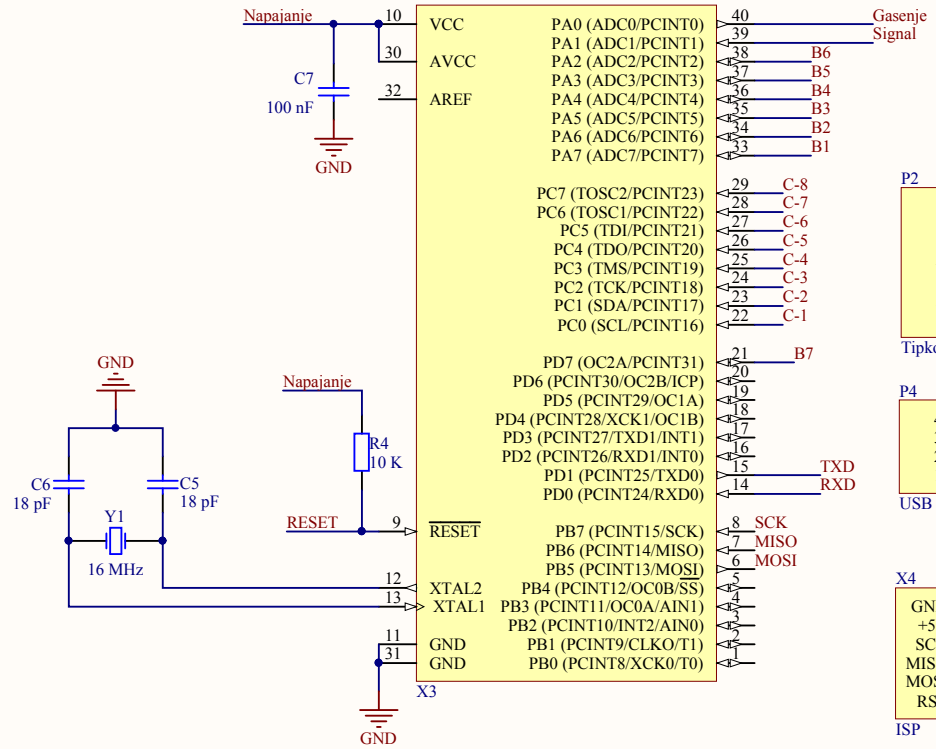 Napajanje
10
VCC
30
AVCC
32
AREF
C7
100 nF
GND
PA0 (ADC0/PCINT0)
40
Gasenje
PA1 (ADC1/PCINT1)
39
Signal
PA2 (ADC2/PCINT2)
38
B6
PA3 (ADC3/PCINT3)
37
B5
PA4 (ADC4/PCINT4)
36
B4
PA5 (ADC5/PCINT5)
35
B3
PA6 (ADC6/PCINT6)
34
B2
PA7 (ADC7/PCINT7)
33
B1
PC7 (TOSC2/PCINT23)
29
C-8
PC6 (TOSC1/PCINT22)
28
C-7
PC5 (TDI/PCINT21)
27
C-6
PC4 (TDO/PCINT20)
26
C-5
PC3 (TMS/PCINT19)
25
C-4
PC2 (TCK/PCINT18)
24
C-3
PC1 (SDA/PCINT17)
23
C-2
PC0 (SCL/PCINT16)
22
C-1
PD7 (OC2A/PCINT31)
21
B7
PD6 (PCINT30/OC2B/ICP)
20
PD5 (PCINT29/OC1A)
19
PD4 (PCINT28/XCK1/OC1B)
18
PD3 (PCINT27/TXD1/INT1)
17
PD2 (PCINT26/RXD1/INT0)
16
PD1 (PCINT25/TXD0)
15
TXD
PD0 (PCINT24/RXD0)
14
RXD
PB7 (PCINT15/SCK)
8
SCK
PB6 (PCINT14/MISO)
7
MISO
PB5 (PCINT13/MOSI)
6
MOSI
PB4 (PCINT12/OC0B/SS)
5
PB3 (PCINT11/OC0A/AIN1)
4
PB2 (PCINT10/INT2/AIN0)
3
PB1 (PCINT9/CLKO/T1)
2
PB0 (PCINT8/XCK0/T0)
1
GND
C6
18 pF
C5
18 pF
Y1
16 MHz
Napajanje
R4
10 K
RESET
9
RESET
12
XTAL2
13
XTAL1
11
GND
31
GND
X3
GND
P2
Tipko
P4
USB
X4
GN
+5
SC
MIS
MOS
RS
ISP